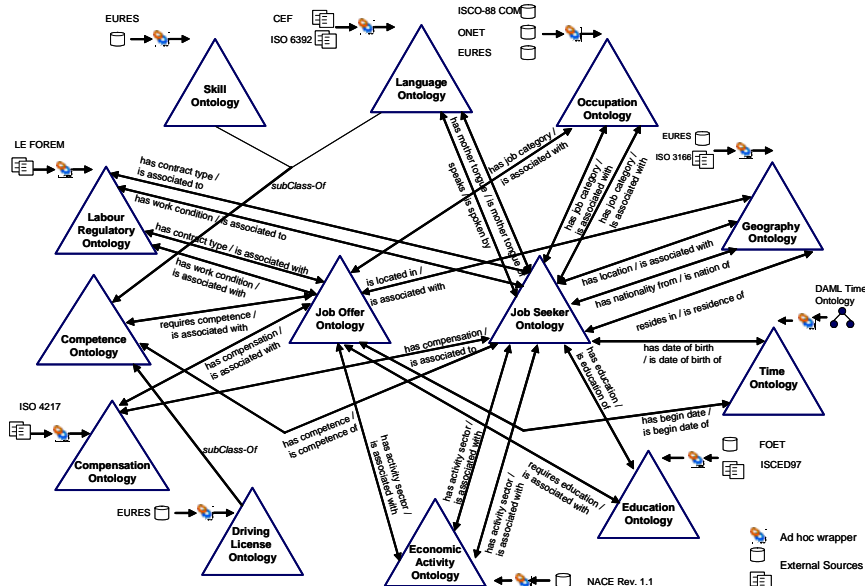 EURES
CEF
ISO 6392
ISCO-88 COM
ONET
EURES
Skill
Ontology
Language
Ontology
Occupation
Ontology
EURES
ISO 3166
LE FOREM
Labour
Regulatory
Ontology
Geography
Ontology
has contract type /
is associated to
subClass-Of
has work condition / is associated to
has contract type / is associated with
has work condition /
is associated with
has mother tongue / is mother tongue of
speaks / is spoken by
has job category /
is associated with
has job category /
is associated with
has job category /
is associated with
is located in /
is associated with
has location / is associated with
has nationality from / is nation of
resides in / is residence of
DAML Time
Ontology
Job Offer
Ontology
Job Seeker
Ontology
Competence
Ontology
requires competence /
is associated with
has compensation /
is associated with
has compensation /
is associated to
has date of birth
/ is date of birth of
Time
Ontology
has education /
is education of
has begin date /
is begin date of
ISO 4217
Compensation
Ontology
subClass-Of
has competence /
is competence of
has activity sector /
is associated with
has activity sector /
is associated with
has activity sector /
is associated with
requires education /
is associated with
FOET
ISCED97
Education
Ontology
EURES
Driving
License
Ontology
Economic
Activity
Ontology
NACE Rev. 1.1
Ad hoc wrapper
External Sources